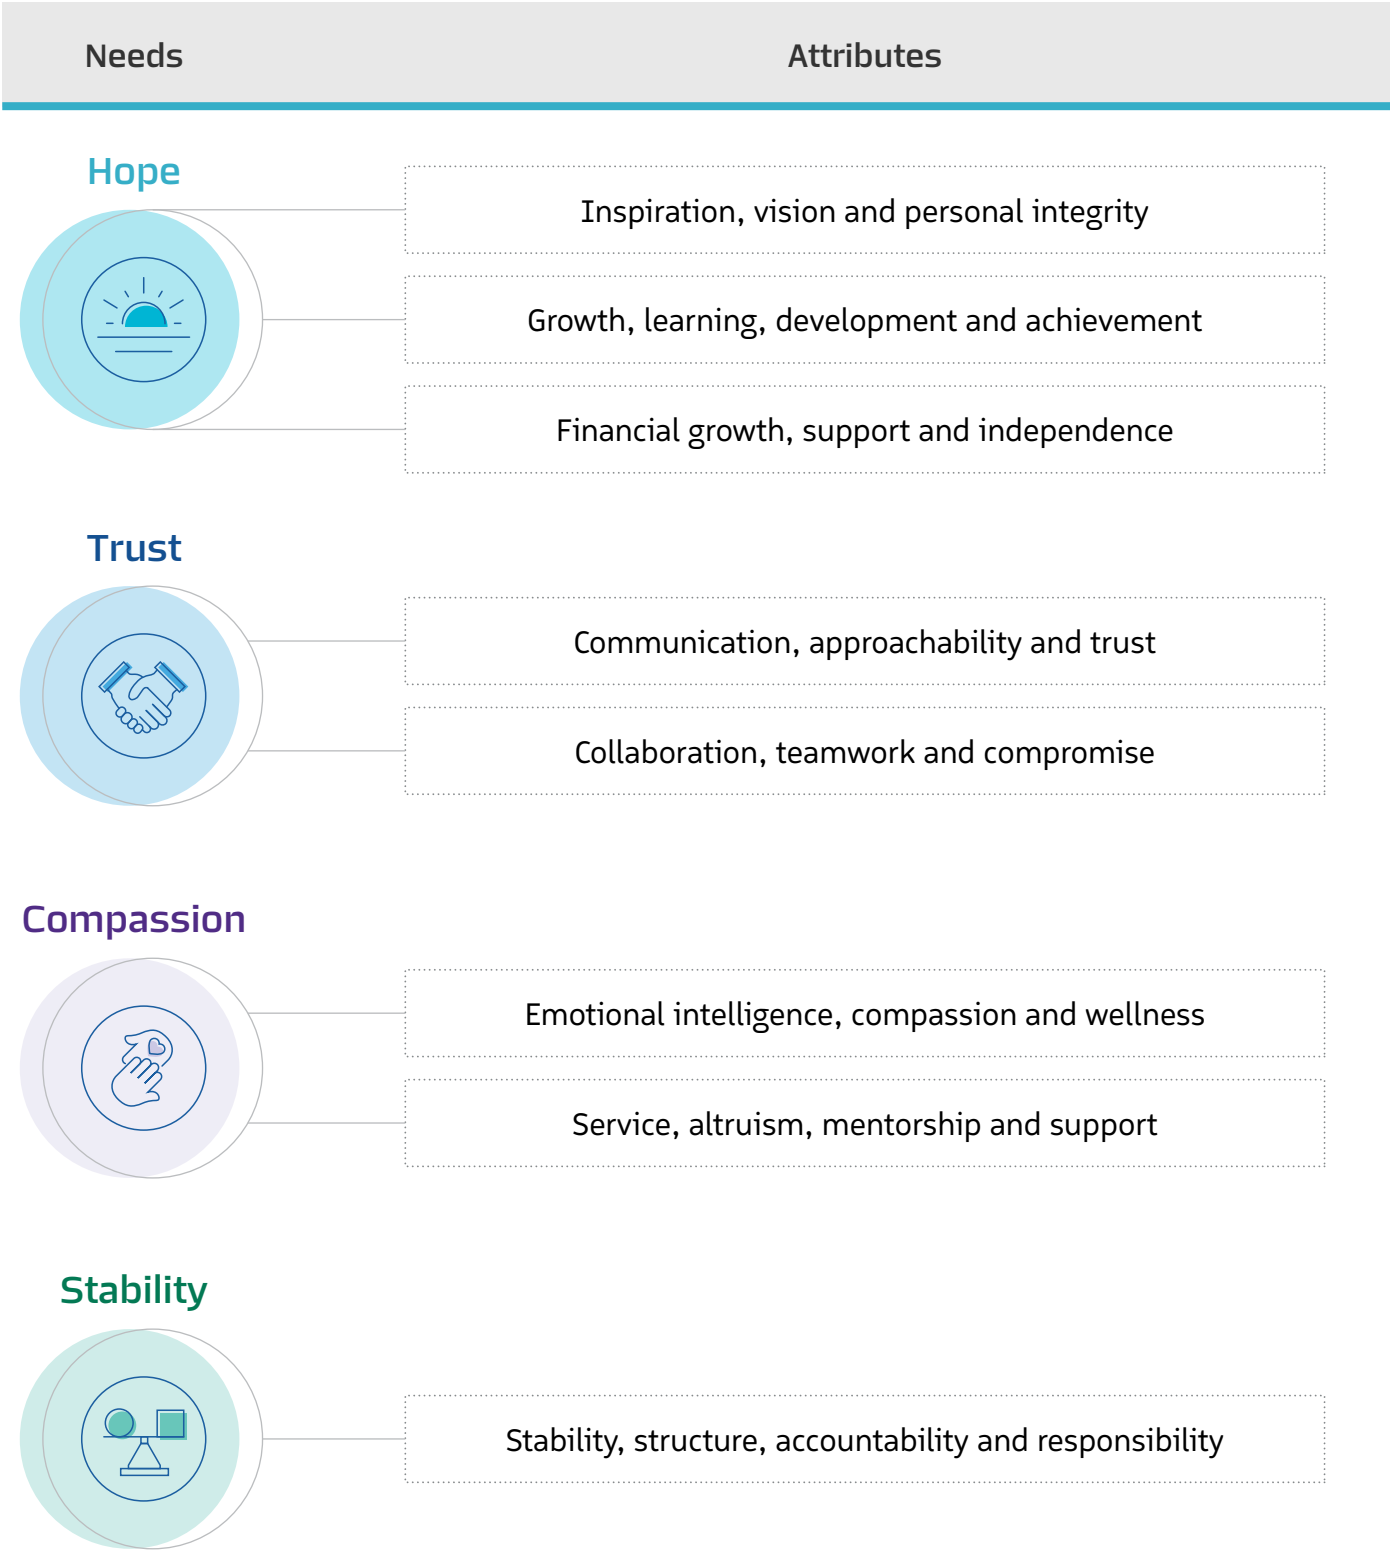 Needs
Attributes
Hope
Inspiration, vision and personal integrity
Growth, learning, development and achievement
Financial growth, support and independence
Trust
Communication, approachability and trust
Collaboration, teamwork and compromise
Compassion
Emotional intelligence, compassion and wellness
Service, altruism, mentorship and support
Stability
Stability, structure, accountability and responsibility